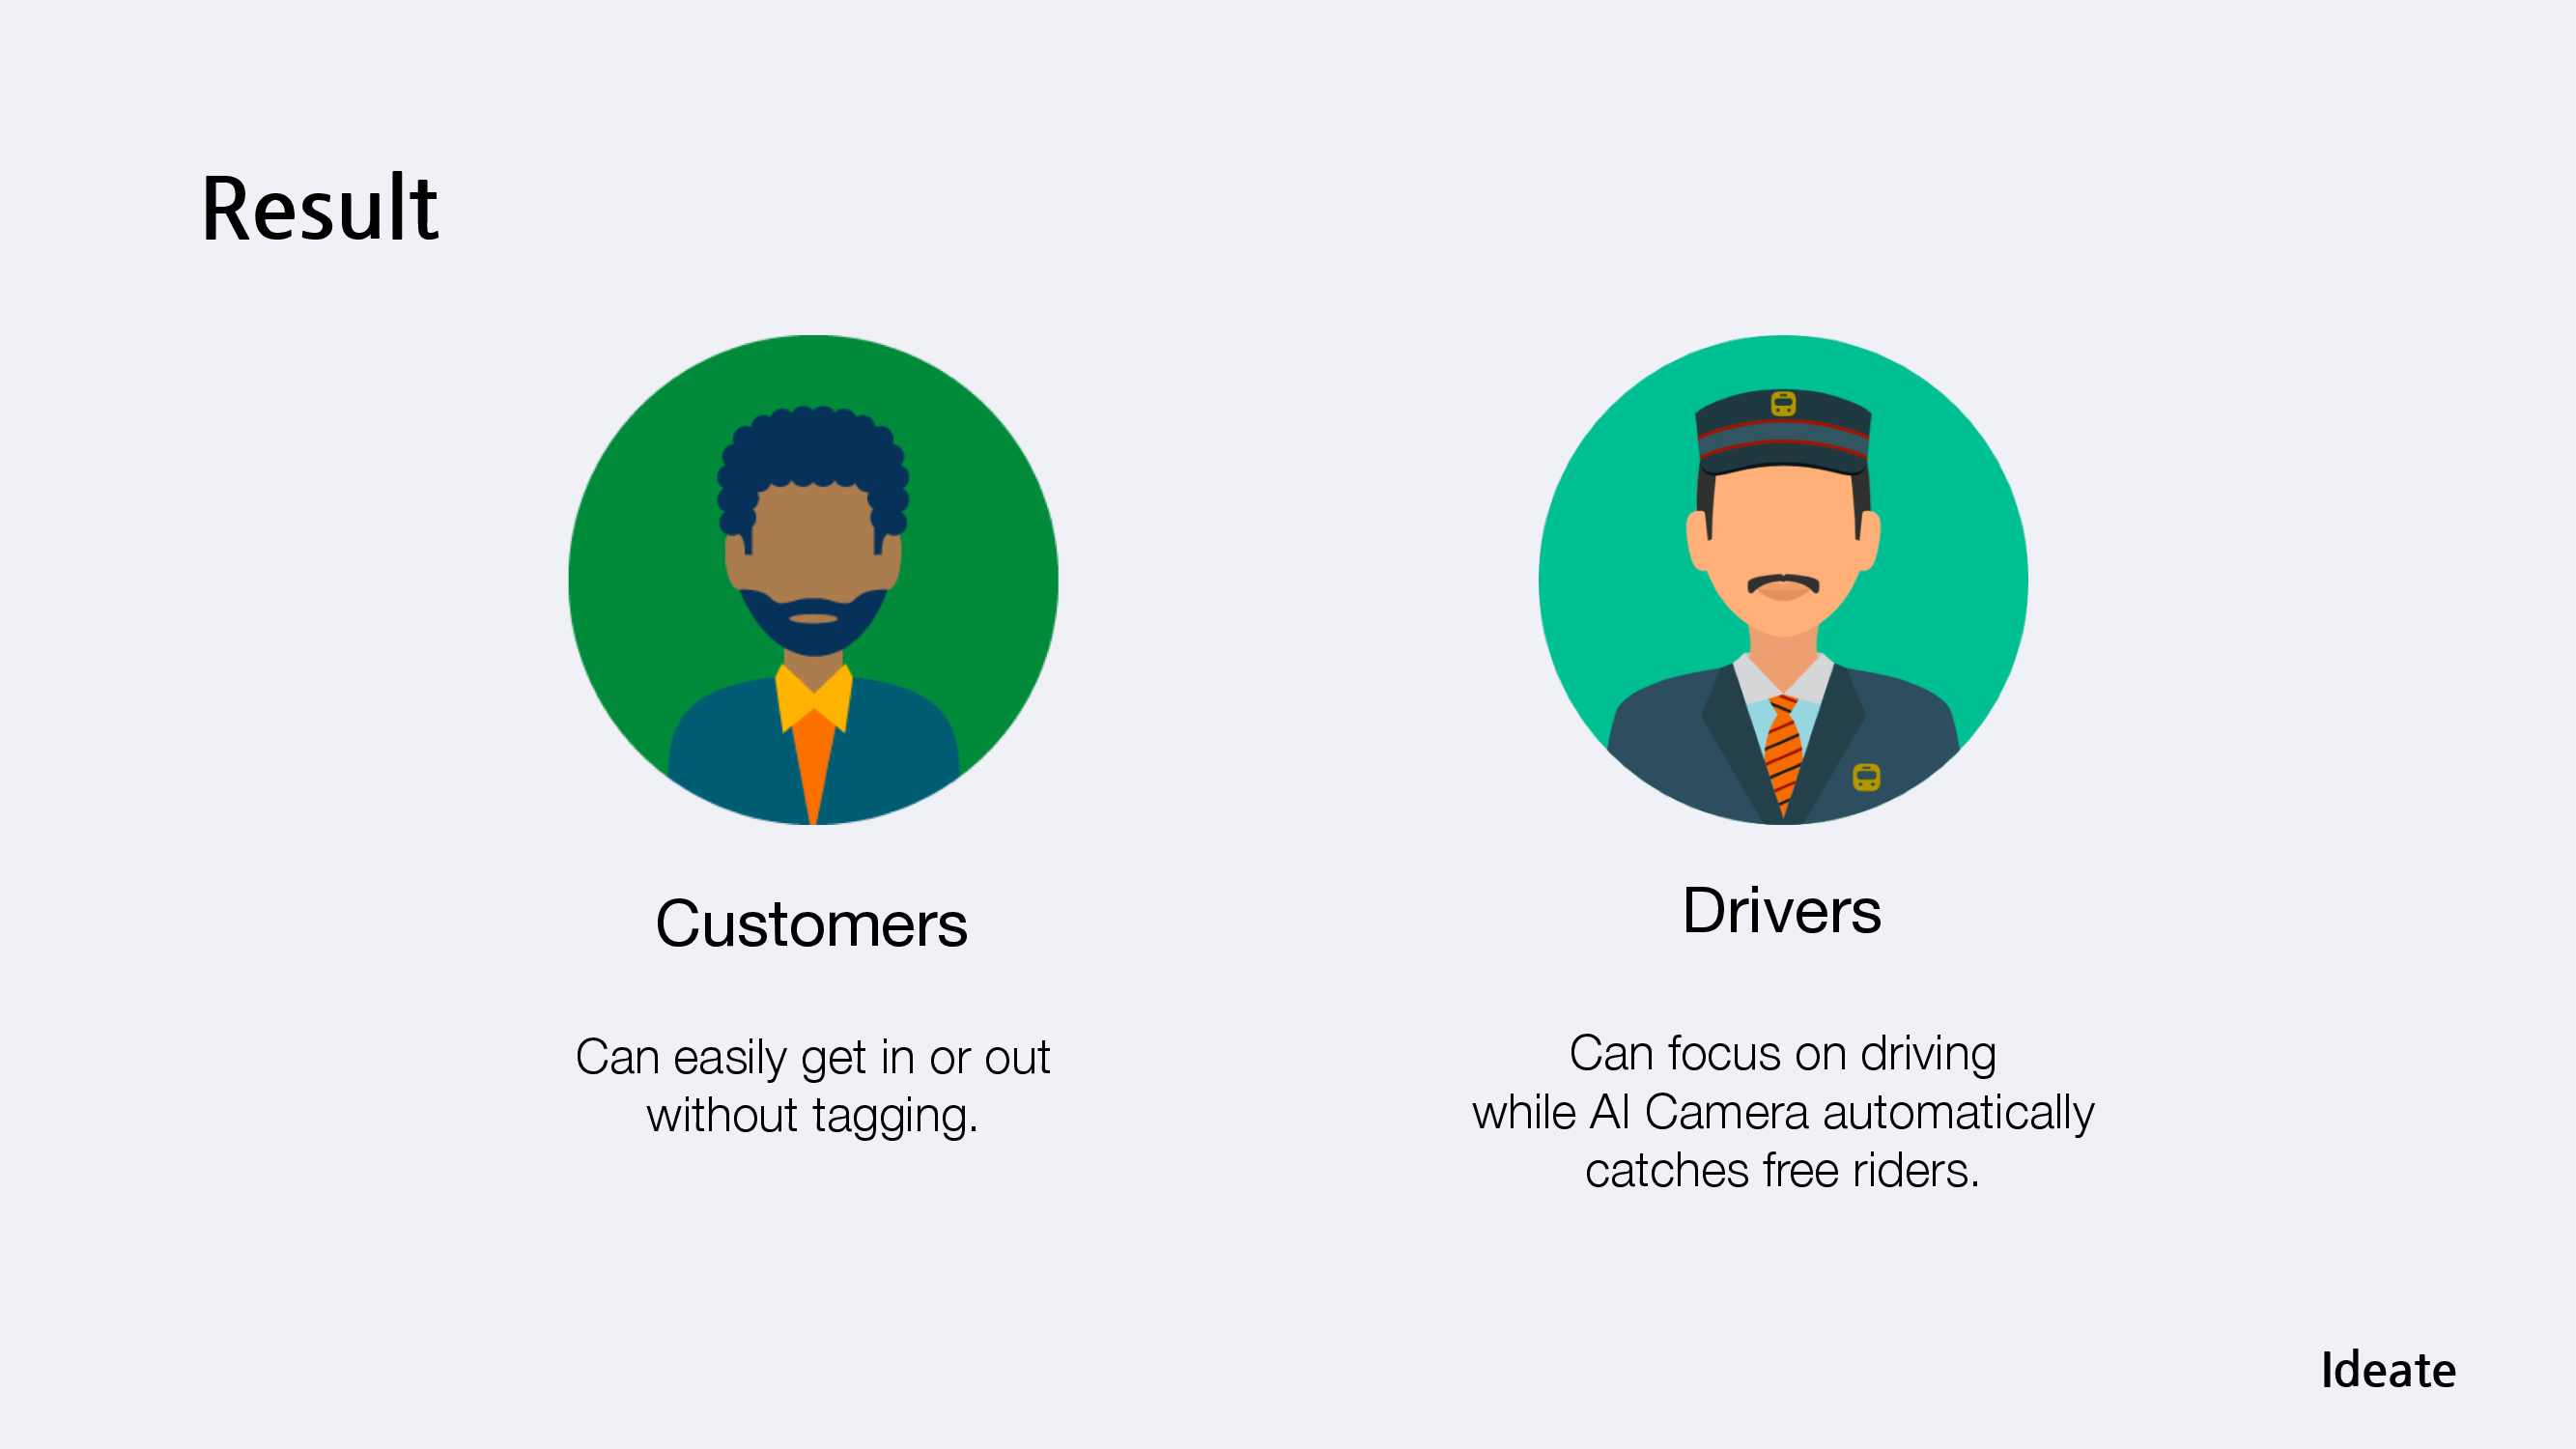 Result
Customers
Can easily get in or out
without tagging.
Drivers
Can focus on driving
while AI Camera automatically
catches free riders.
Ideate